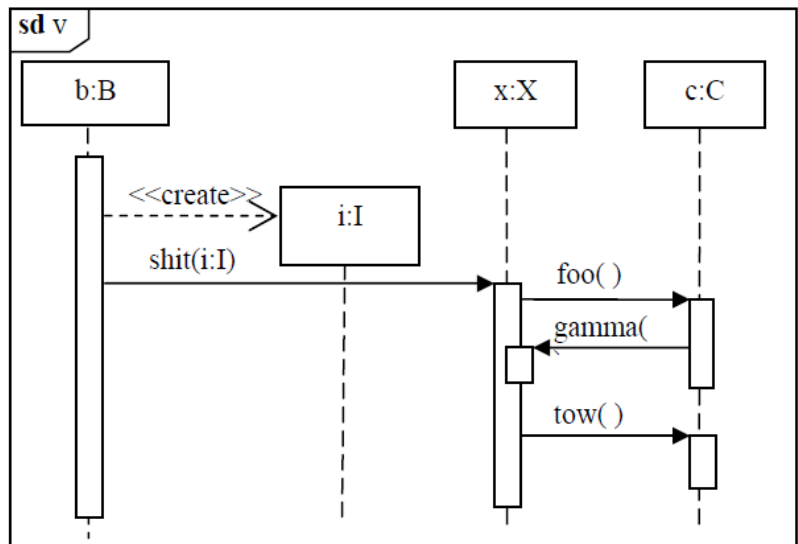 sd v
b:B
x:X
c:C
<<create>>
i:I
shit(i:I)
foo( )
gamma(
tow( )